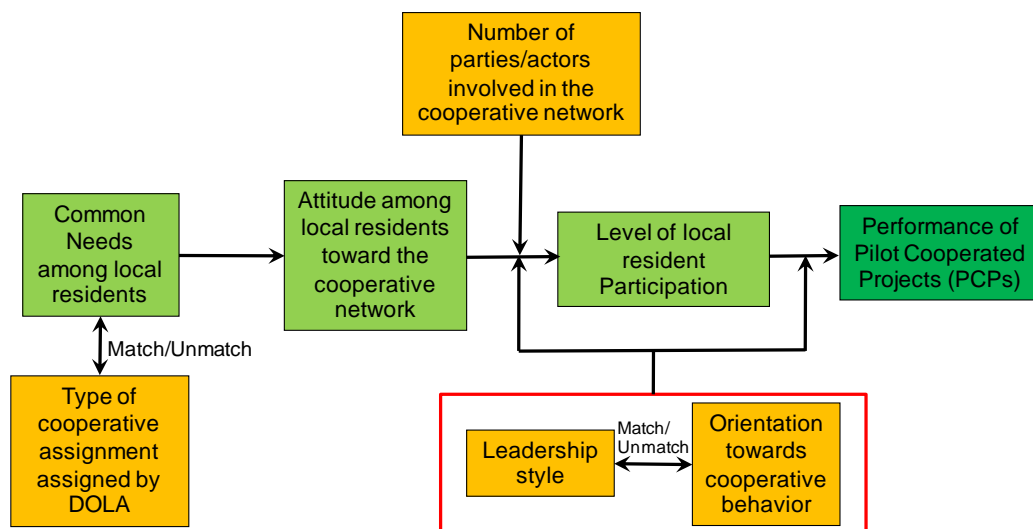 Number of
parties/actors
involved in the
cooperative network
Common
Needs
among local
residents
Attitude among
local residents
toward the
cooperative
network
Level of local
resident
Participation
Performance of
Pilot Cooperated
Projects (PCPs)
Match/Unmatch
Type of
cooperative
assignment
assigned by
DOLA
Leadership
style
Match/
Unmatch
Orientation
towards
cooperative
behavior